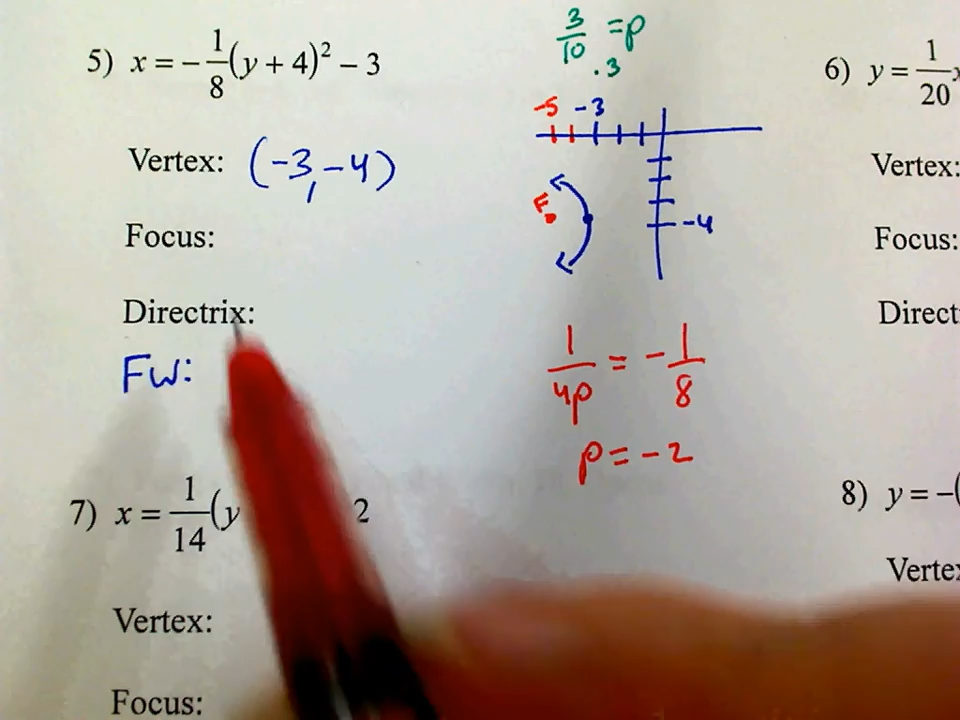 3/10 = p
.3
5) x = -1/8(y + 4)² - 3
-5 -3
6) y = 1/20
Vertex: (-3, -4)
Vertex:
F
-4
Focus:
Focus:
Directrix:
Direct
FW:
1/4p = -1/8
p = -2
7) x = 1/14(y 2
8) y = -(
Vertex:
Verte
Focus: